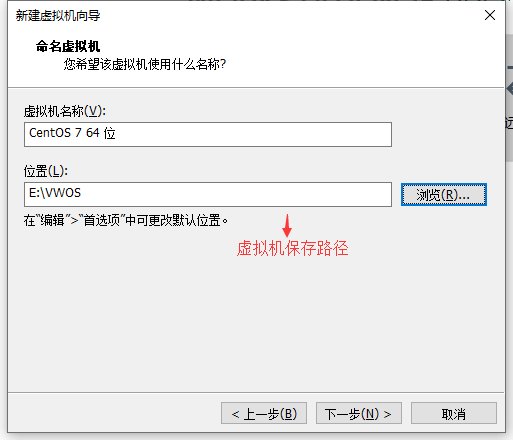 新建虚拟机向导
命名虚拟机
您希望该虚拟机使用什么名称?
虚拟机名称(V):
CentOS 7 64 位
位置(L):
E:\VWOS
浏览(R)...
在“编辑”>“首选项”中可更改默认位置。
虚拟机保存路径
< 上一步(B)
下一步(N) >
取消